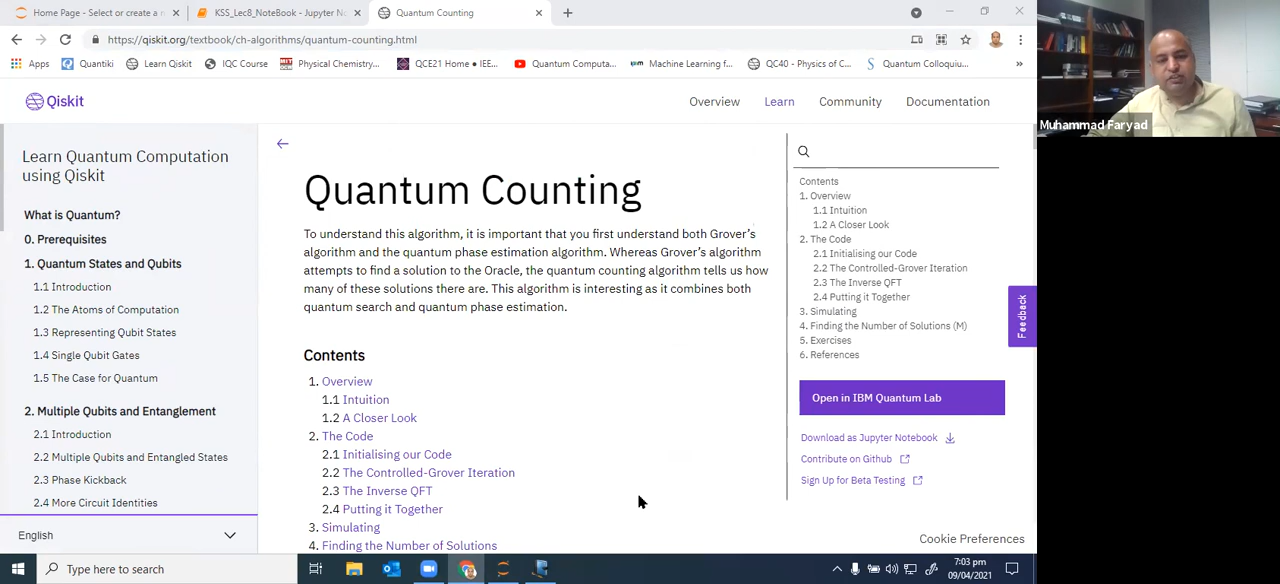 Home Page - Select or create a n
KSS_Lec8_NoteBook - Jupyter No
Quantum Counting
https://qiskit.org/textbook/ch-algorithms/quantum-counting.html
Apps
Quantiki
Learn Qiskit
IQC Course
Physical Chemistry...
QCE21 Home ● IEE...
Quantum Computa...
Machine Learning f...
QC40 - Physics of C...
Quantum Colloquiu...
»
Qiskit
Overview
Learn
Community
Documentation
Muhammad Faryad
Learn Quantum Computation
using Qiskit
What is Quantum?
0. Prerequisites
1. Quantum States and Qubits
1.1 Introduction
1.2 The Atoms of Computation
1.3 Representing Qubit States
1.4 Single Qubit Gates
1.5 The Case for Quantum
2. Multiple Qubits and Entanglement
2.1 Introduction
2.2 Multiple Qubits and Entangled States
2.3 Phase Kickback
2.4 More Circuit Identities
English
Quantum Counting
To understand this algorithm, it is important that you first understand both Grover's
algorithm and the quantum phase estimation algorithm. Whereas Grover's algorithm
attempts to find a solution to the Oracle, the quantum counting algorithm tells us how
many of these solutions there are. This algorithm is interesting as it combines both
quantum search and quantum phase estimation.
Contents
1. Overview
1.1 Intuition
1.2 A Closer Look
2. The Code
2.1 Initialising our Code
2.2 The Controlled-Grover Iteration
2.3 The Inverse QFT
2.4 Putting it Together
3. Simulating
4. Finding the Number of Solutions
Contents
1. Overview
1.1 Intuition
1.2 A Closer Look
2. The Code
2.1 Initialising our Code
2.2 The Controlled-Grover Iteration
2.3 The Inverse QFT
2.4 Putting it Together
3. Simulating
4. Finding the Number of Solutions (M)
5. Exercises
6. References
Open in IBM Quantum Lab
Download as Jupyter Notebook
Contribute on Github
Sign Up for Beta Testing
Feedback
Cookie Preferences
Type here to search
7:03 pm
09/04/2021